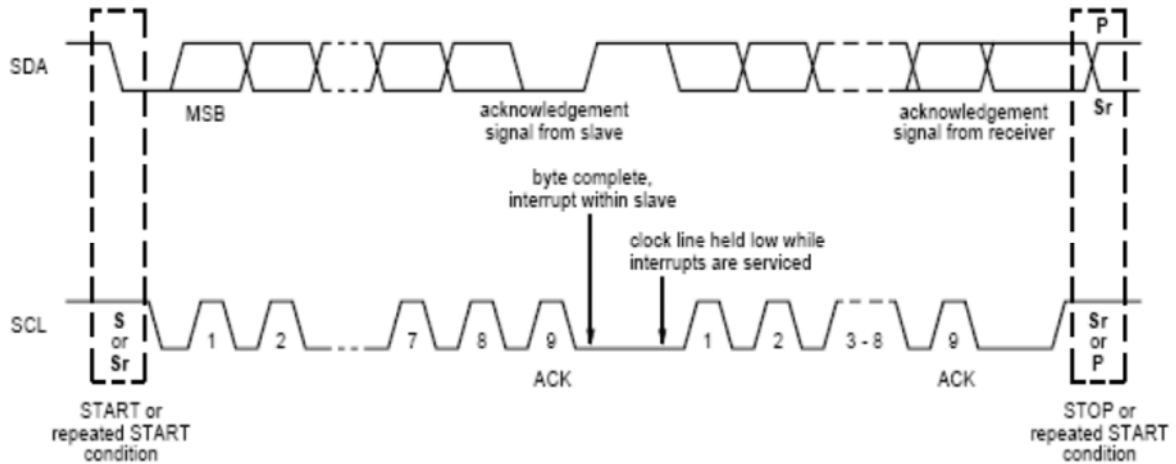 P
SDA
MSB
acknowledgement
signal from slave
acknowledgement
signal from receiver
Sr
byte complete,
interrupt within slave
clock line held low while
interrupts are serviced
SCL
S
or
Sr
1
2
7
8
9
1
2
3 - 8
9
Sr
or
P
ACK
ACK
START or
repeated START
condition
STOP or
repeated START
condition